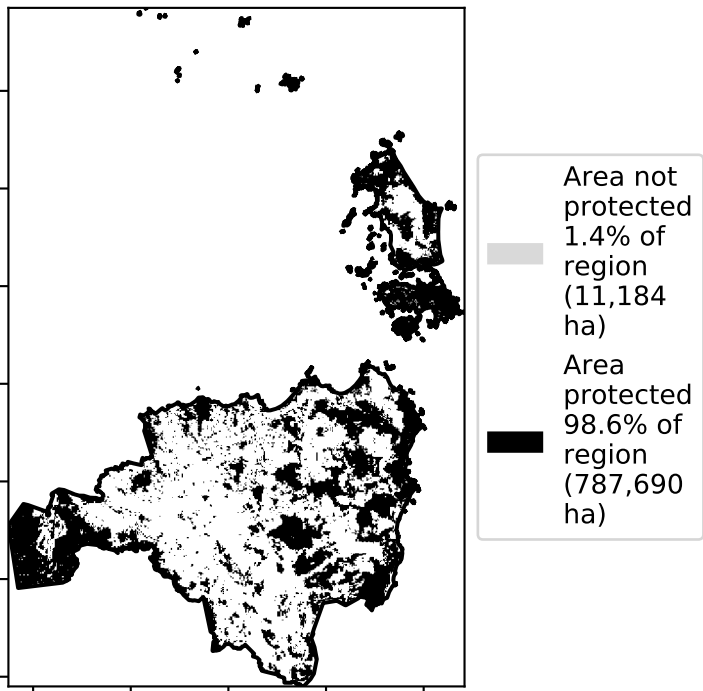 Area not
protected
1.4% of
region
(11,184
ha)
Area
protected
98.6% of
region
(787,690
ha)